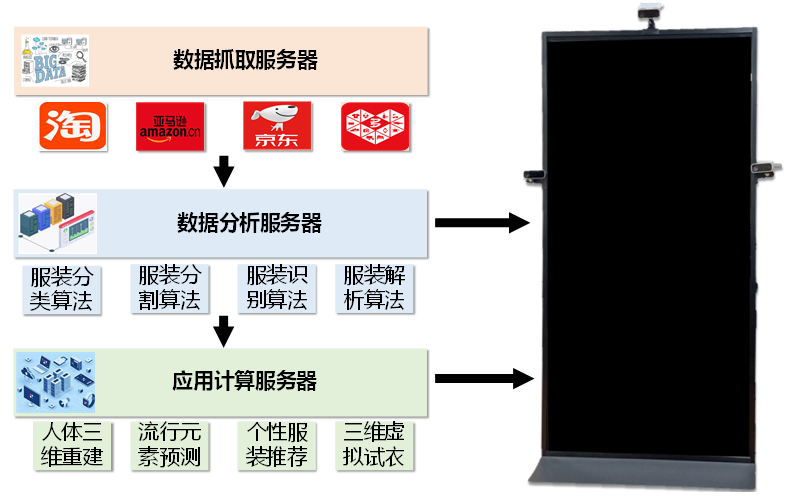 BIG
DATA
数据抓取服务器
淘
亚马逊
amazon.cn
京东
多
数据分析服务器
服装分
类算法
服装分
割算法
服装识
别算法
服装解
析算法
应用计算服务器
人体三
维重建
流行元
素预测
个性服
装推荐
三维虚
拟试衣